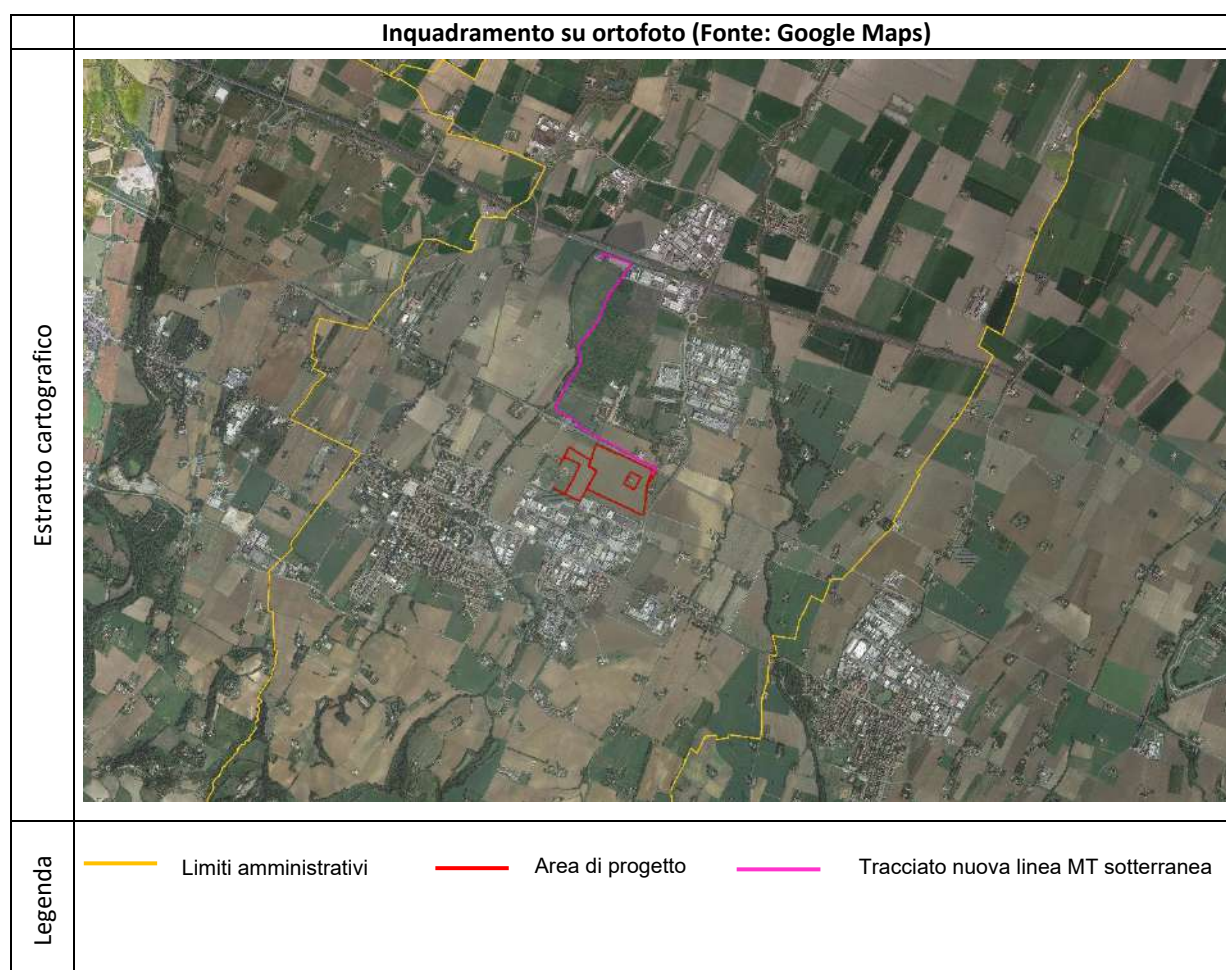 Inquadramento su ortofoto (Fonte: Google Maps)
Estratto cartografico
Legenda
Limiti amministrativi
Area di progetto
Tracciato nuova linea MT sotterranea